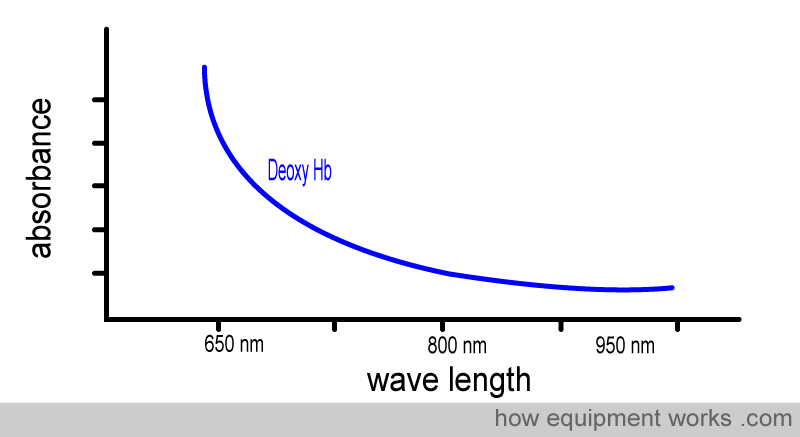 absorbance
Deoxy Hb
650 nm
800 nm
950 nm
wave length
how equipment works .com